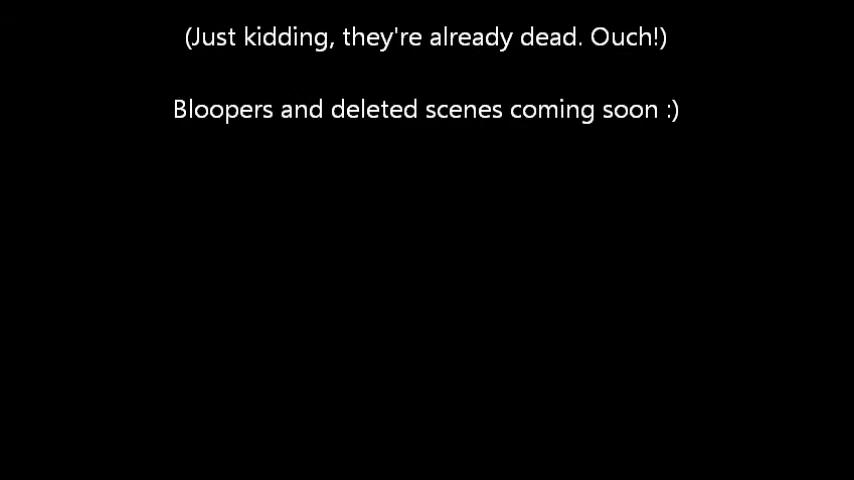 (Just kidding, they're already dead. Ouch!)
Bloopers and deleted scenes coming soon :)